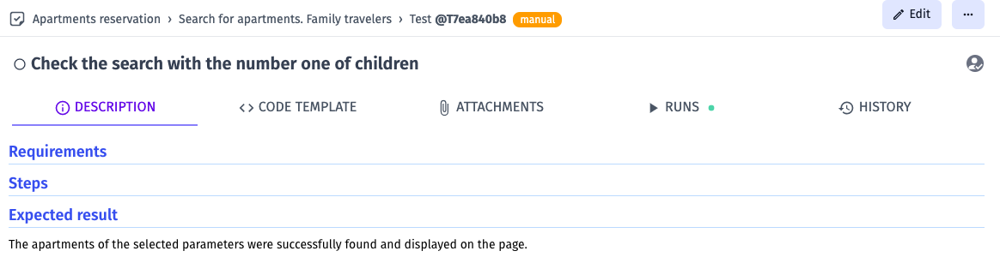 Apartments reservation › Search for apartments. Family travelers › Test @T7ea840b8 manual
Edit
...
Check the search with the number one of children
DESCRIPTION
CODE TEMPLATE
ATTACHMENTS
RUNS
HISTORY
Requirements
Steps
Expected result
The apartments of the selected parameters were successfully found and displayed on the page.